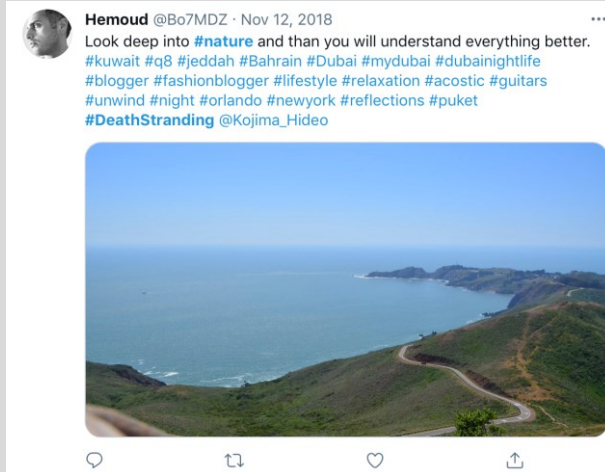 Hemoud @Bo7MDZ · Nov 12, 2018
Look deep into #nature and than you will understand everything better.
#kuwait #q8 #jeddah #Bahrain #Dubai #mydubai #dubainightlife
#blogger #fashionblogger #lifestyle #relaxation #acostic #guitars
#unwind #night #orlando #newyork #reflections #puket
#DeathStranding @Kojima_Hideo